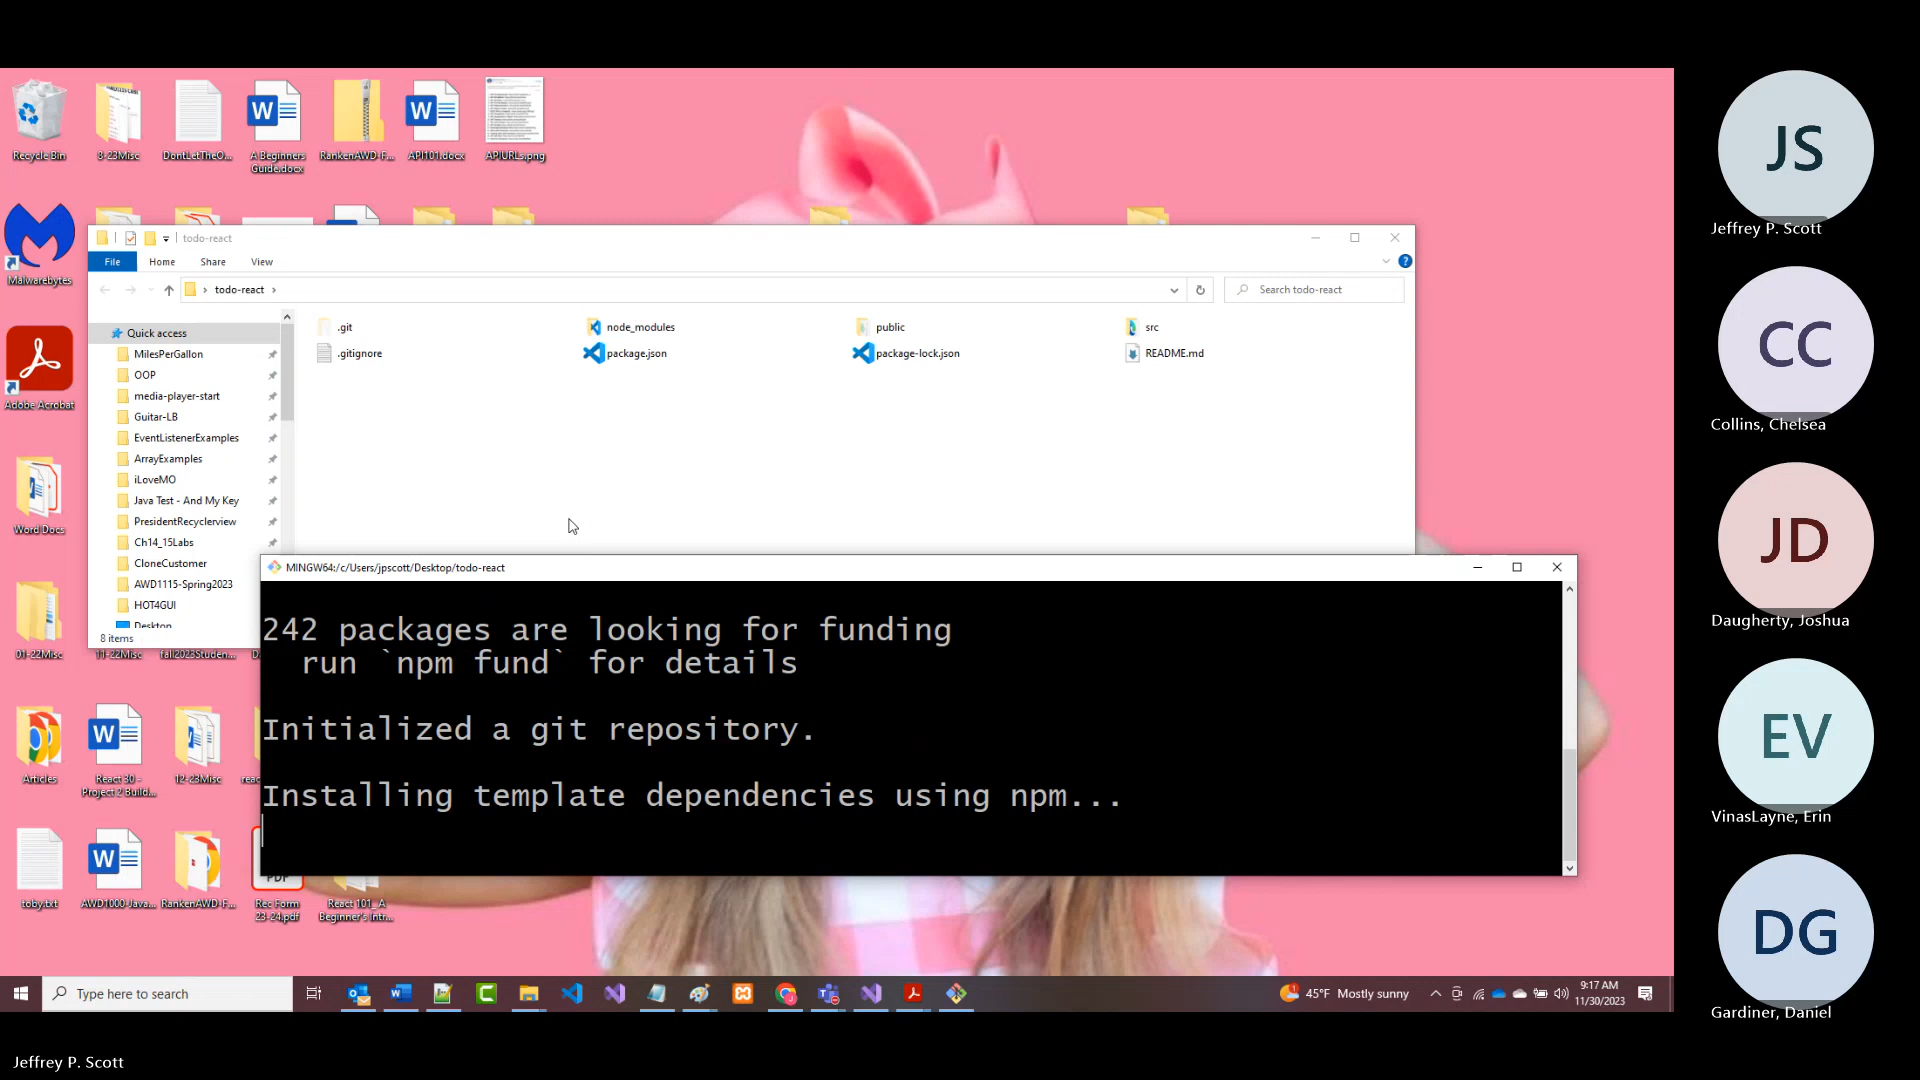 Recycle Bin
8-23Misc
DontLetTheO...
A Beginners
Guide.docx
RankenAWD-F...
API101.docx
APIURLs.png
Malwarebytes
Adobe Acrobat
Word Docs
01-22Misc
11-22Misc
fall2023Studen...
Articles
React 30 -
Project 2 Build...
12-23Misc
toby.txt
AWD1000-Java...
RankenAWD-F...
PDF
Rec Form
23-24.pdf
React 101_A
Beginner's Intr...
todo-react
File
Home
Share
View
todo-react
Search todo-react
Quick access
MilesPerGallon
OOP
media-player-start
Guitar-LB
EventListenerExamples
ArrayExamples
iLoveMO
Java Test - And My Key
PresidentRecyclerview
Ch14_15Labs
CloneCustomer
AWD1115-Spring2023
HOT4GUI
Desktop
8 items
.git
node_modules
public
src
.gitignore
package.json
package-lock.json
README.md
MINGW64:/c/Users/jpscott/Desktop/todo-react
242 packages are looking for funding
run `npm fund` for details
Initialized a git repository.
Installing template dependencies using npm...
Type here to search
45°F Mostly sunny
9:17 AM
11/30/2023
JS
Jeffrey P. Scott
CC
Collins, Chelsea
JD
Daugherty, Joshua
EV
VinasLayne, Erin
DG
Gardiner, Daniel
Jeffrey P. Scott